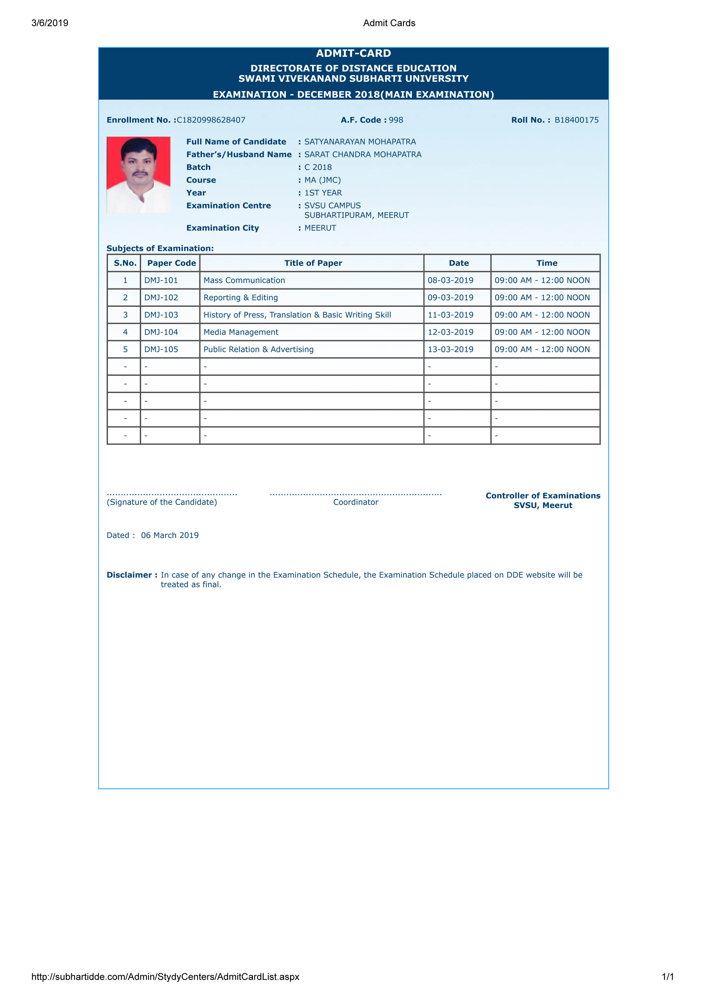 3/6/2019 Admit Cards
ADMIT-CARD
DIRECTORATE OF DISTANCE EDUCATION
SWAMI VIVEKANAND SUBHARTI UNIVERSITY
EXAMINATION - DECEMBER 2018(MAIN EXAMINATION)
Enrollment No. :C1820998628407 A.F. Code : 998 Roll No. : B18400175
Full Name of Candidate : SATYANARAYAN MOHAPATRA
Father’s/Husband Name : SARAT CHANDRA MOHAPATRA
Batch : C 2018
Course : MA (JMC)
Year : 1ST YEAR
Examination Centre : SVSU CAMPUS
SUBHARTIPURAM, MEERUT
Examination City : MEERUT
Subjects of Examination:
S.No. Paper Code Title of Paper Date Time
1 DMJ-101 Mass Communication 08-03-2019 09:00 AM - 12:00 NOON
2 DMJ-102 Reporting & Editing 09-03-2019 09:00 AM - 12:00 NOON
3 DMJ-103 History of Press, Translation & Basic Writing Skill 11-03-2019 09:00 AM - 12:00 NOON
4 DMJ-104 Media Management 12-03-2019 09:00 AM - 12:00 NOON
5 DMJ-105 Public Relation & Advertising 13-03-2019 09:00 AM - 12:00 NOON
- - - - -
- - - - -
- - - - -
- - - - -
- - - - -
............................................... .............................................................. Controller of Examinations
(Signature of the Candidate) Coordinator SVSU, Meerut
Dated : 06 March 2019
Disclaimer : In case of any change in the Examination Schedule, the Examination Schedule placed on DDE website will be
treated as final.
http://subhartidde.com/Admin/StydyCenters/AdmitCardList.aspx 1/1